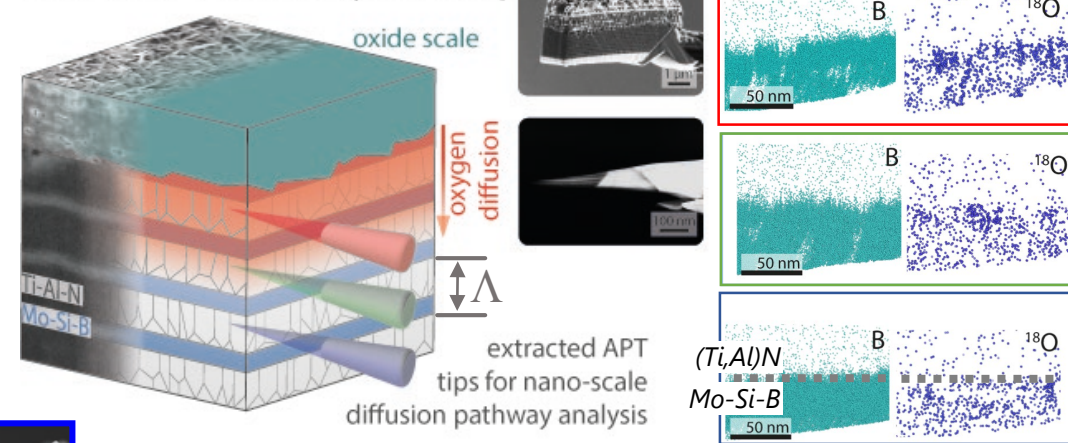 oxide scale
oxygen
diffusion
Λ
Ti-Al-N
Mo-Si-B
extracted APT
tips for nano-scale
diffusion pathway analysis
1 µm
100 nm
B
18O
50 nm
B
18O
50 nm
B
18O
(Ti,Al)N
Mo-Si-B
50 nm